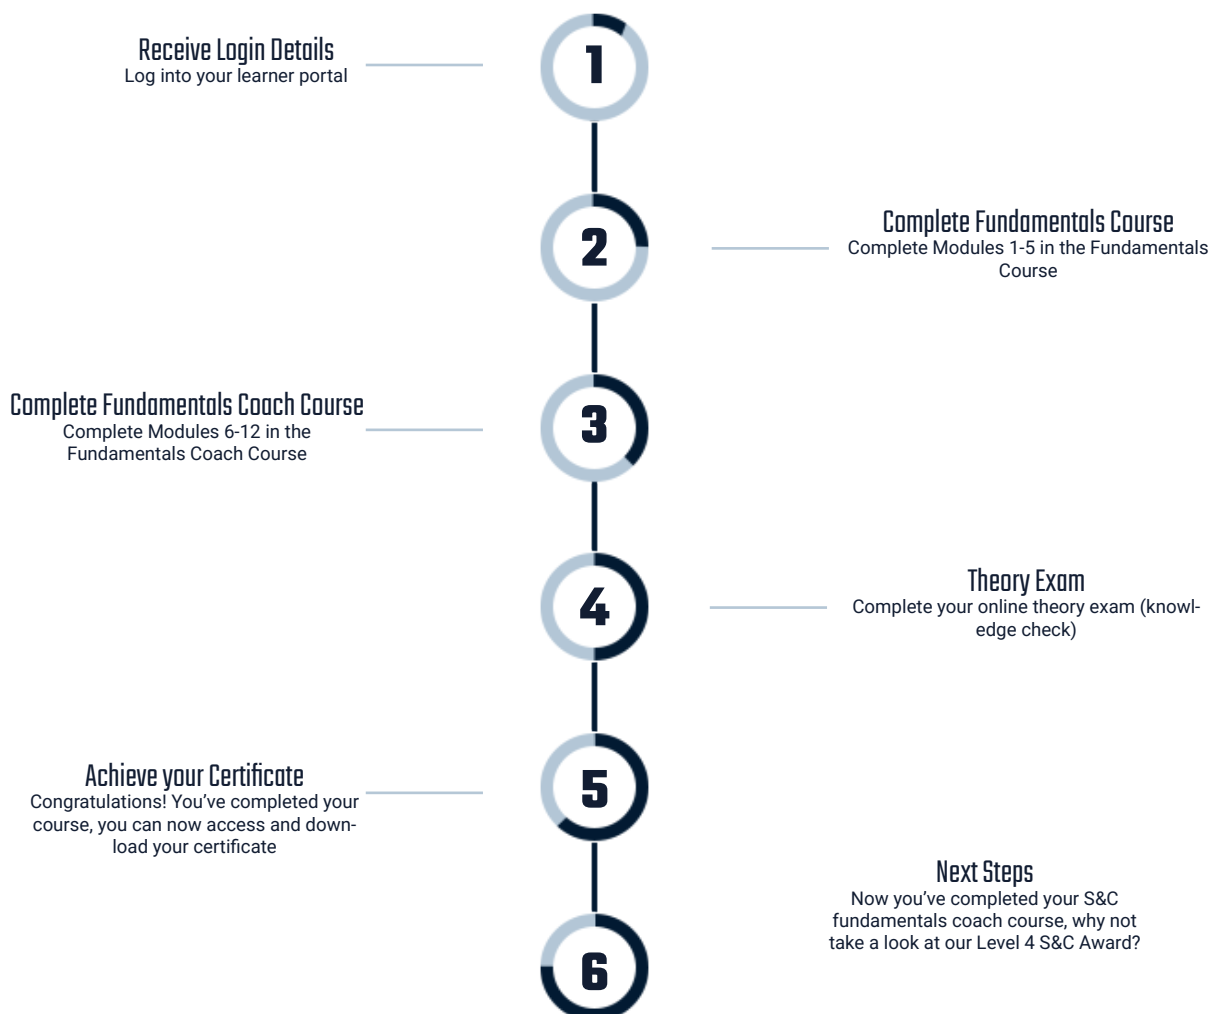 1
Receive Login Details
Log into your learner portal
2
Complete Fundamentals Course
Complete Modules 1-5 in the Fundamentals
Course
3
Complete Fundamentals Coach Course
Complete Modules 6-12 in the
Fundamentals Coach Course
4
Theory Exam
Complete your online theory exam (knowl-
edge check)
5
Achieve your Certificate
Congratulations! You’ve completed your
course, you can now access and down-
load your certificate
6
Next Steps
Now you’ve completed your S&C
fundamentals coach course, why not
take a look at our Level 4 S&C Award?